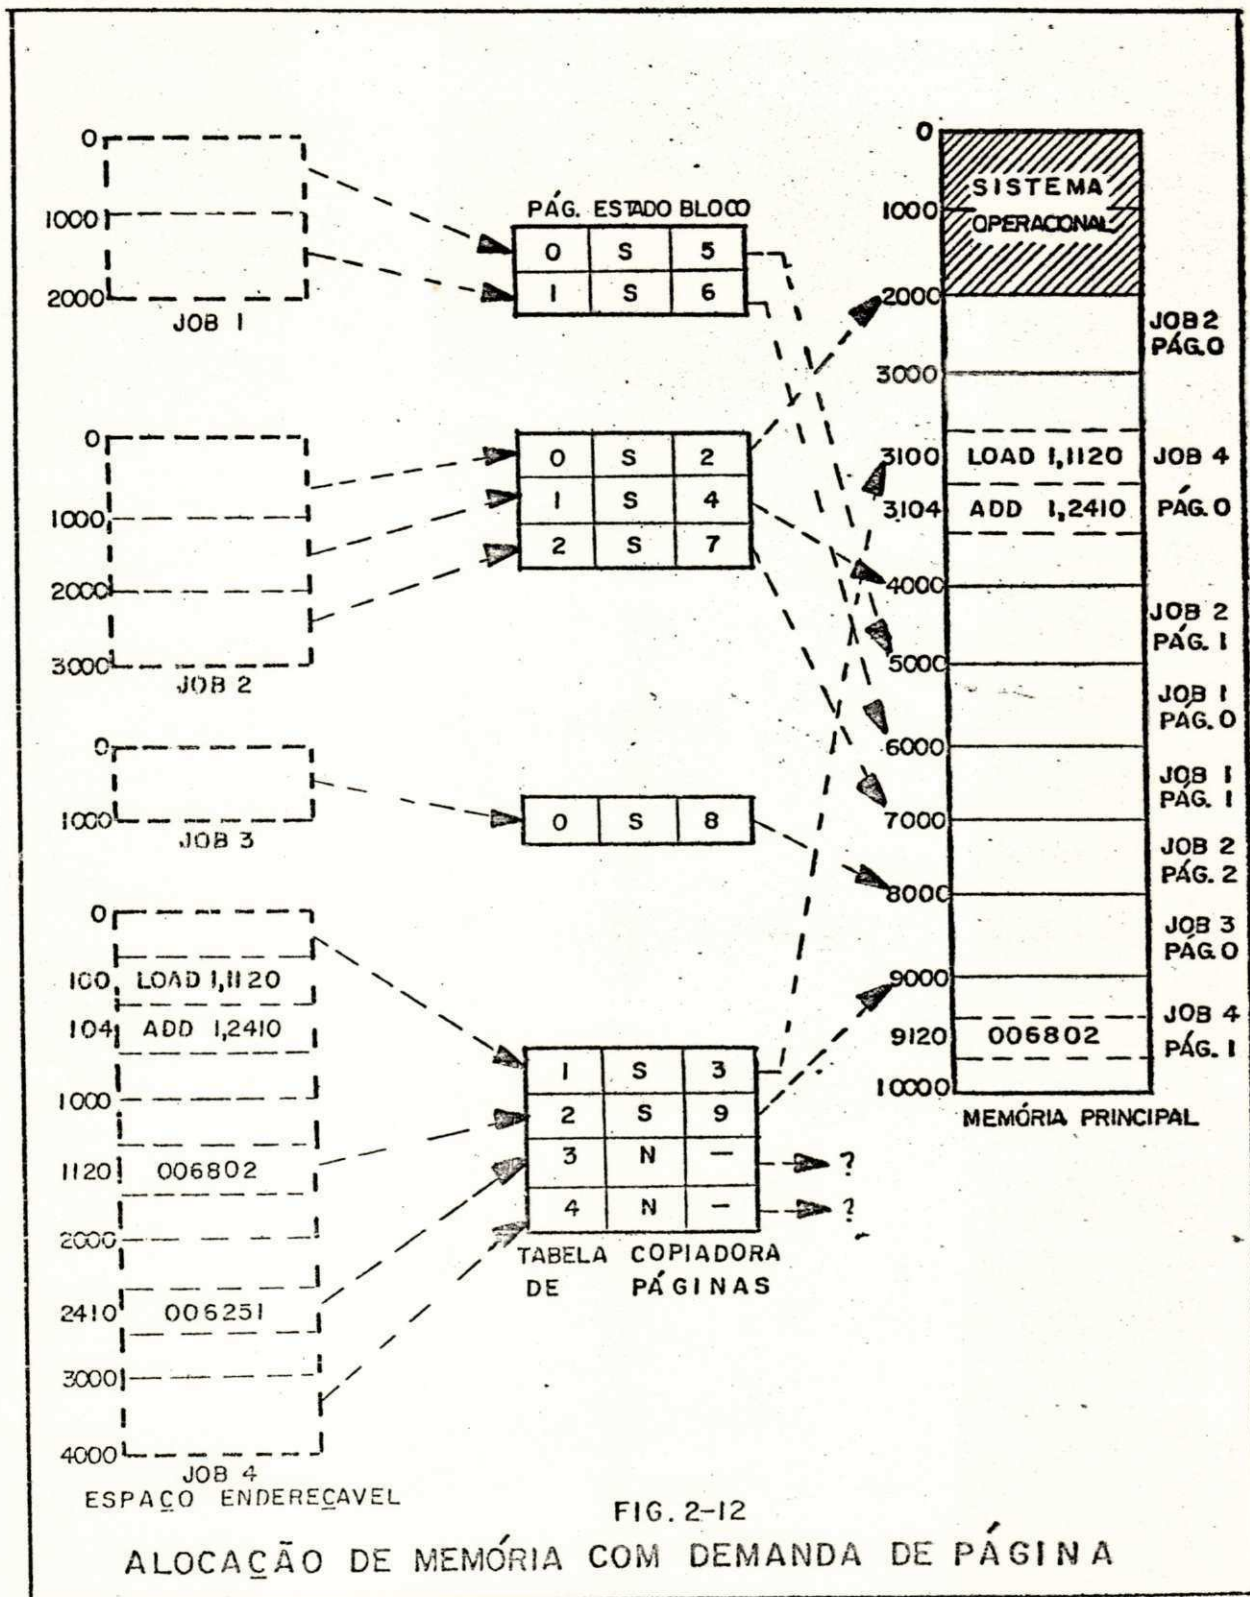 0
1000
2000
JOB 1
0
1000
2000
3000
JOB 2
0
1000
JOB 3
0
100 LOAD 1,1120
104 ADD 1,2410
1000
1120 006802
2000
2410 006251
3000
4000
JOB 4
ESPAÇO ENDEREÇAVEL
PÁG. ESTADO BLOCO
0 S 5
1 S 6
0 S 2
1 S 4
2 S 7
0 S 8
1 S 3
2 S 9
3 N — ?
4 N — ?
TABELA COPIADORA
DE PÁGINAS
0
SISTEMA
1000
OPERACIONAL
2000
JOB 2
PÁG. 0
3000
3100 LOAD 1,1120 JOB 4
3104 ADD 1,2410 PÁG. 0
4000
JOB 2
PÁG. 1
5000
JOB 1
PÁG. 0
6000
JOB 1
PÁG. 1
7000
JOB 2
PÁG. 2
8000
JOB 3
PÁG. 0
9000
JOB 4
9120 006802
PÁG. 1
10000
MEMÓRIA PRINCIPAL
FIG. 2-12
ALOCAÇÃO DE MEMÓRIA COM DEMANDA DE PÁGINA